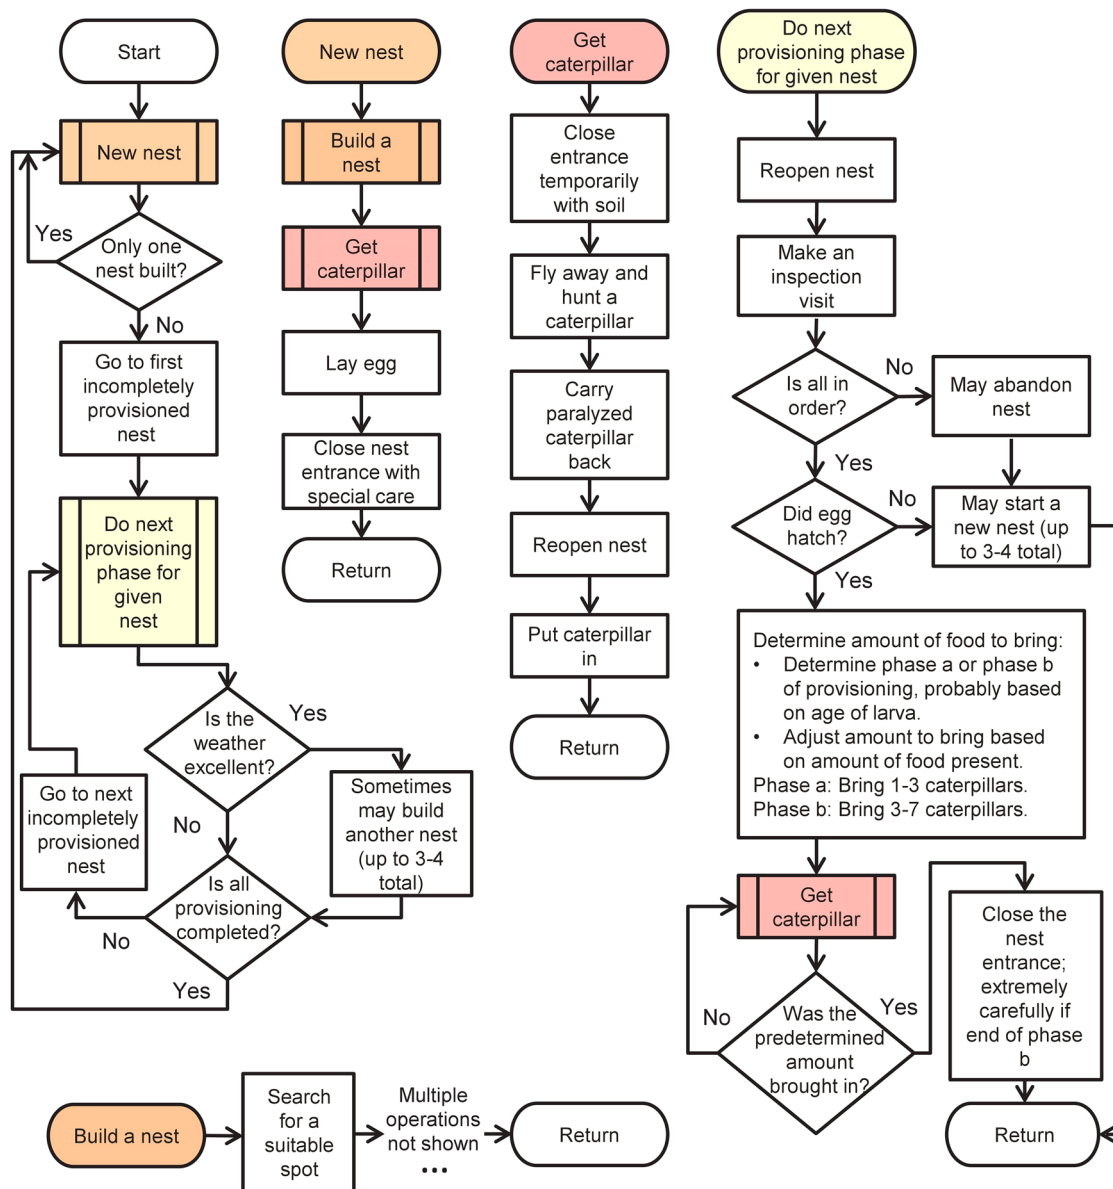 Start
New nest
Only one
nest built?
Yes
No
Go to first
incompletely
provisioned
nest
Do next
provisioning
phase for
given
nest
Is the
weather
excellent?
Yes
No
Sometimes
may build
another nest
(up to 3-4
total)
Go to next
incompletely
provisioned
nest
Is all
provisioning
completed?
No
Yes
New nest
Build a
nest
Get
caterpillar
Lay egg
Close nest
entrance with
special care
Return
Get
caterpillar
Close
entrance
temporarily
with soil
Fly away and
hunt a
caterpillar
Carry
paralyzed
caterpillar
back
Reopen nest
Put caterpillar
in
Return
Do next
provisioning phase
for given nest
Reopen nest
Make an
inspection
visit
Is all in
order?
No
May abandon
nest
Yes
Did egg
hatch?
No
May start a
new nest (up
to 3-4 total)
Yes
Determine amount of food to bring:
• Determine phase a or phase b
of provisioning, probably based
on age of larva.
• Adjust amount to bring based
on amount of food present.
Phase a: Bring 1-3 caterpillars.
Phase b: Bring 3-7 caterpillars.
Get
caterpillar
No
Was the
predetermined
amount
brought in?
Yes
Close the
nest
entrance;
extremely
carefully if
end of phase
b
Return
Build a nest
Search
for a
suitable
spot
Multiple
operations
not shown
...
Return